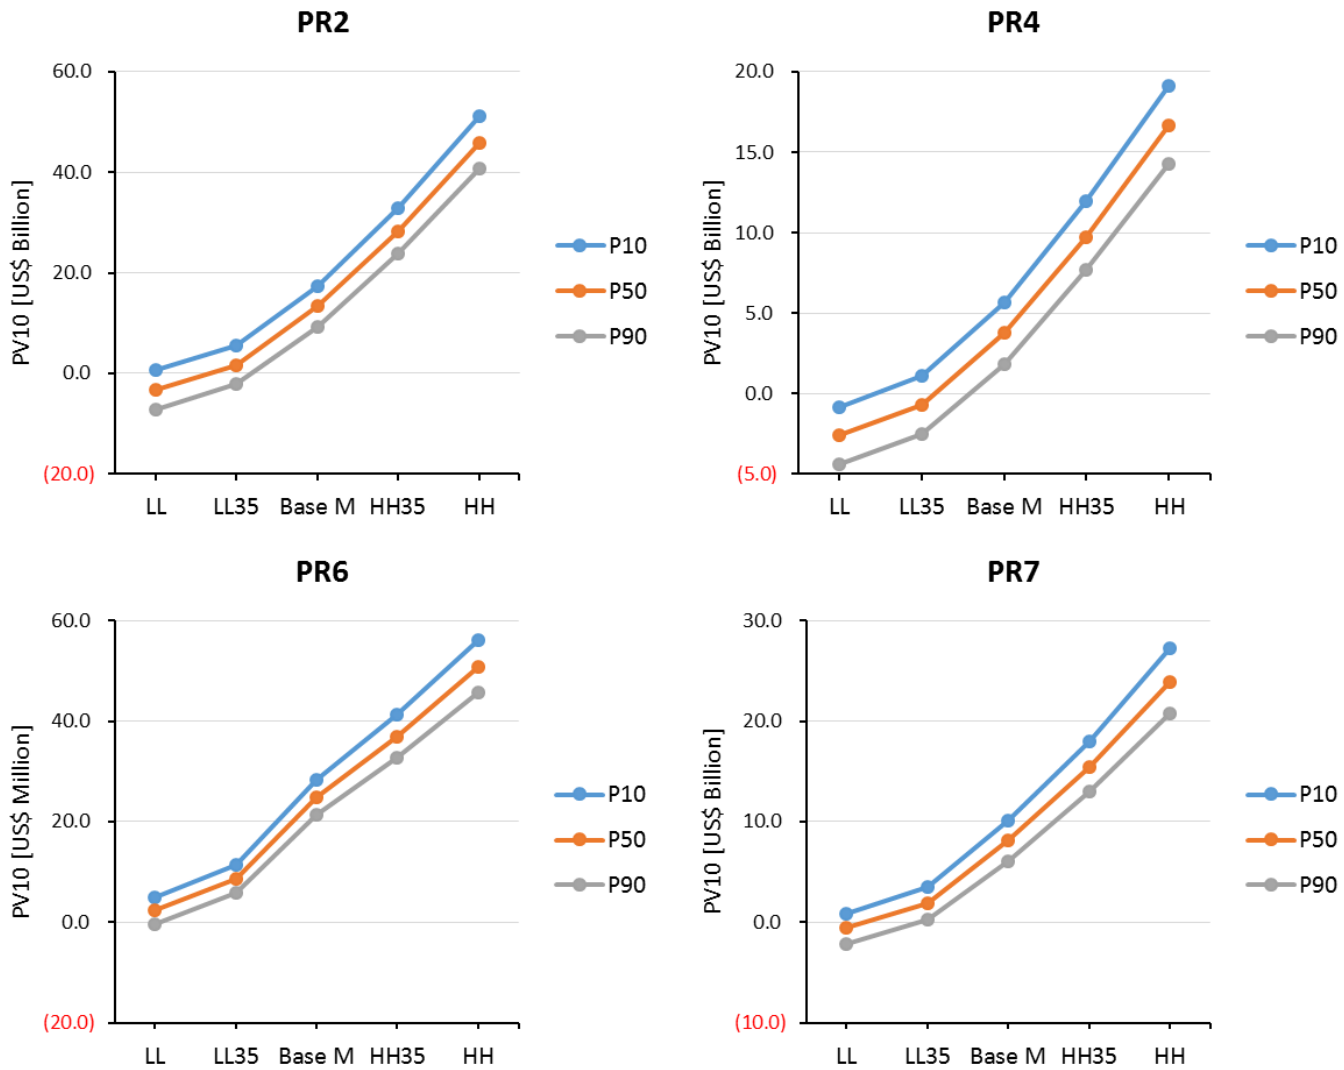 PR2
PV10 [US$ Billion]
60.0
40.0
20.0
0.0
(20.0)
LL LL35 Base M HH35 HH
P10
P50
P90
PR4
PV10 [US$ Billion]
20.0
15.0
10.0
5.0
0.0
(5.0)
LL LL35 Base M HH35 HH
P10
P50
P90
PR6
PV10 [US$ Million]
60.0
40.0
20.0
0.0
(20.0)
LL LL35 Base M HH35 HH
P10
P50
P90
PR7
PV10 [US$ Billion]
30.0
20.0
10.0
0.0
(10.0)
LL LL35 Base M HH35 HH
P10
P50
P90